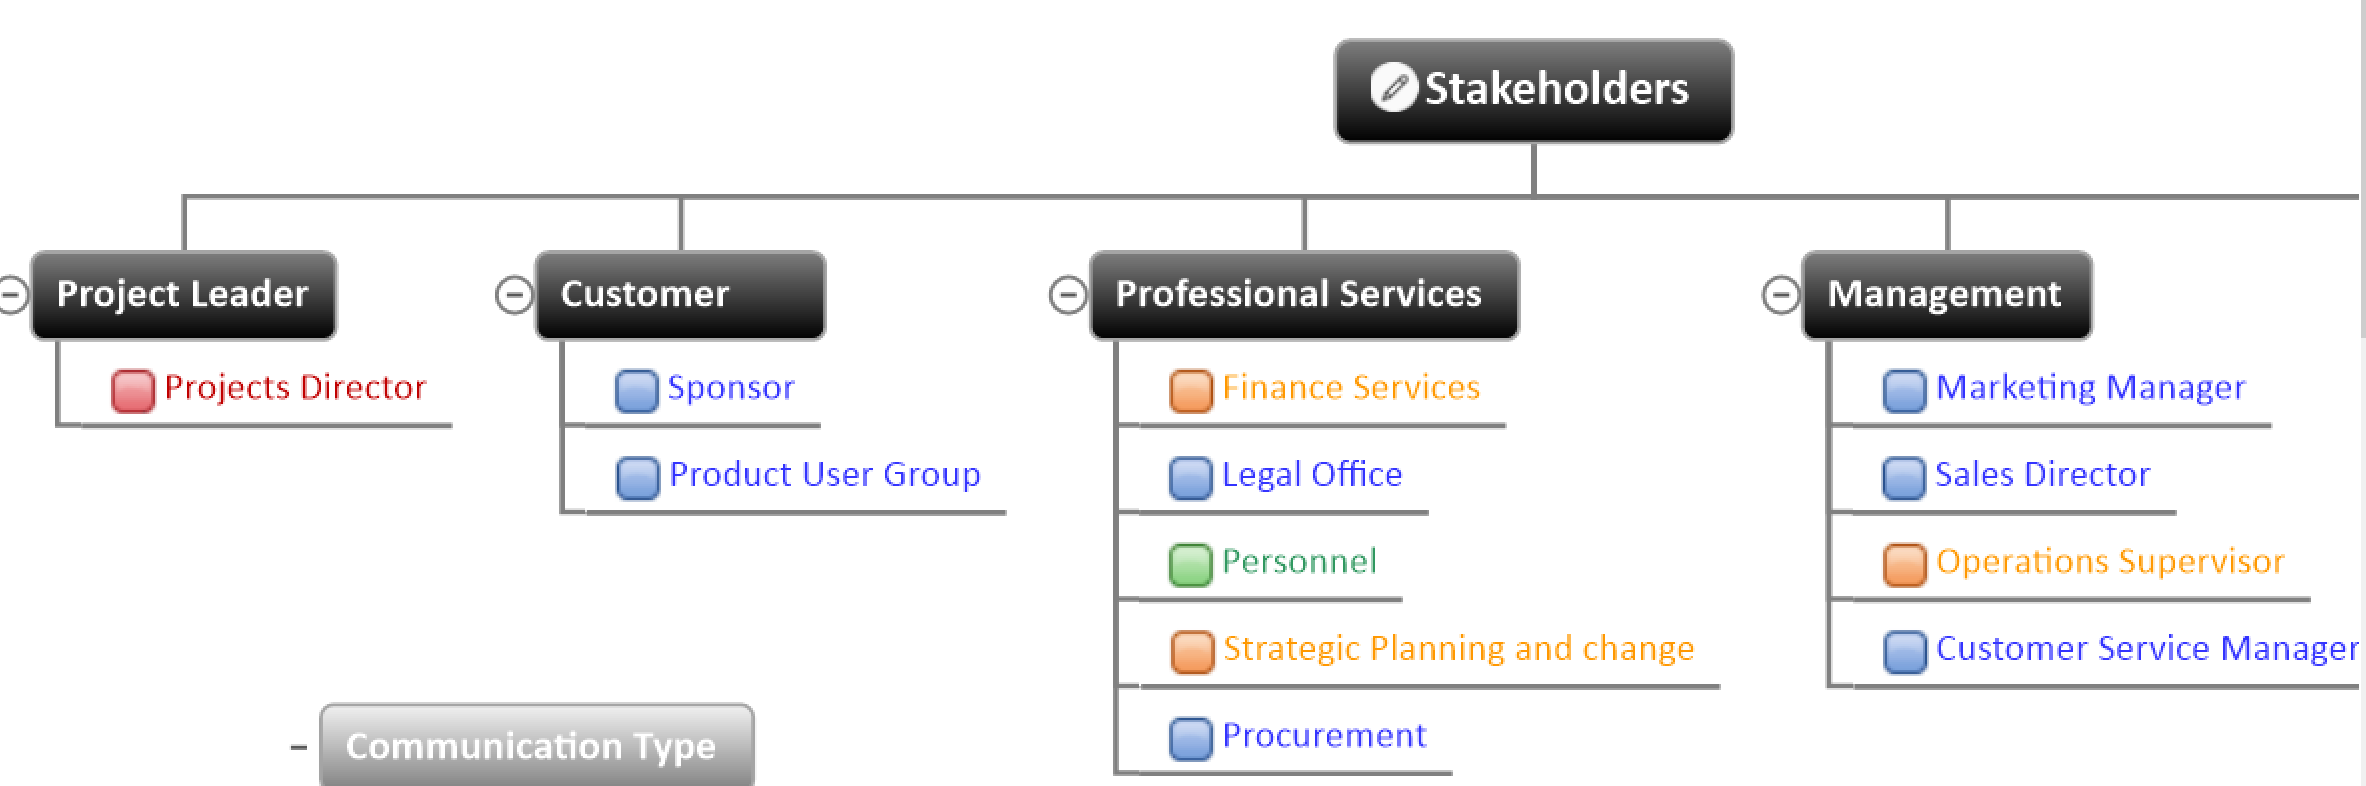 Stakeholders
Project Leader
Projects Director
Customer
Sponsor
Product User Group
Professional Services
Finance Services
Legal Office
Personnel
Strategic Planning and change
Procurement
Management
Marketing Manager
Sales Director
Operations Supervisor
Customer Service Manager
Communication Type